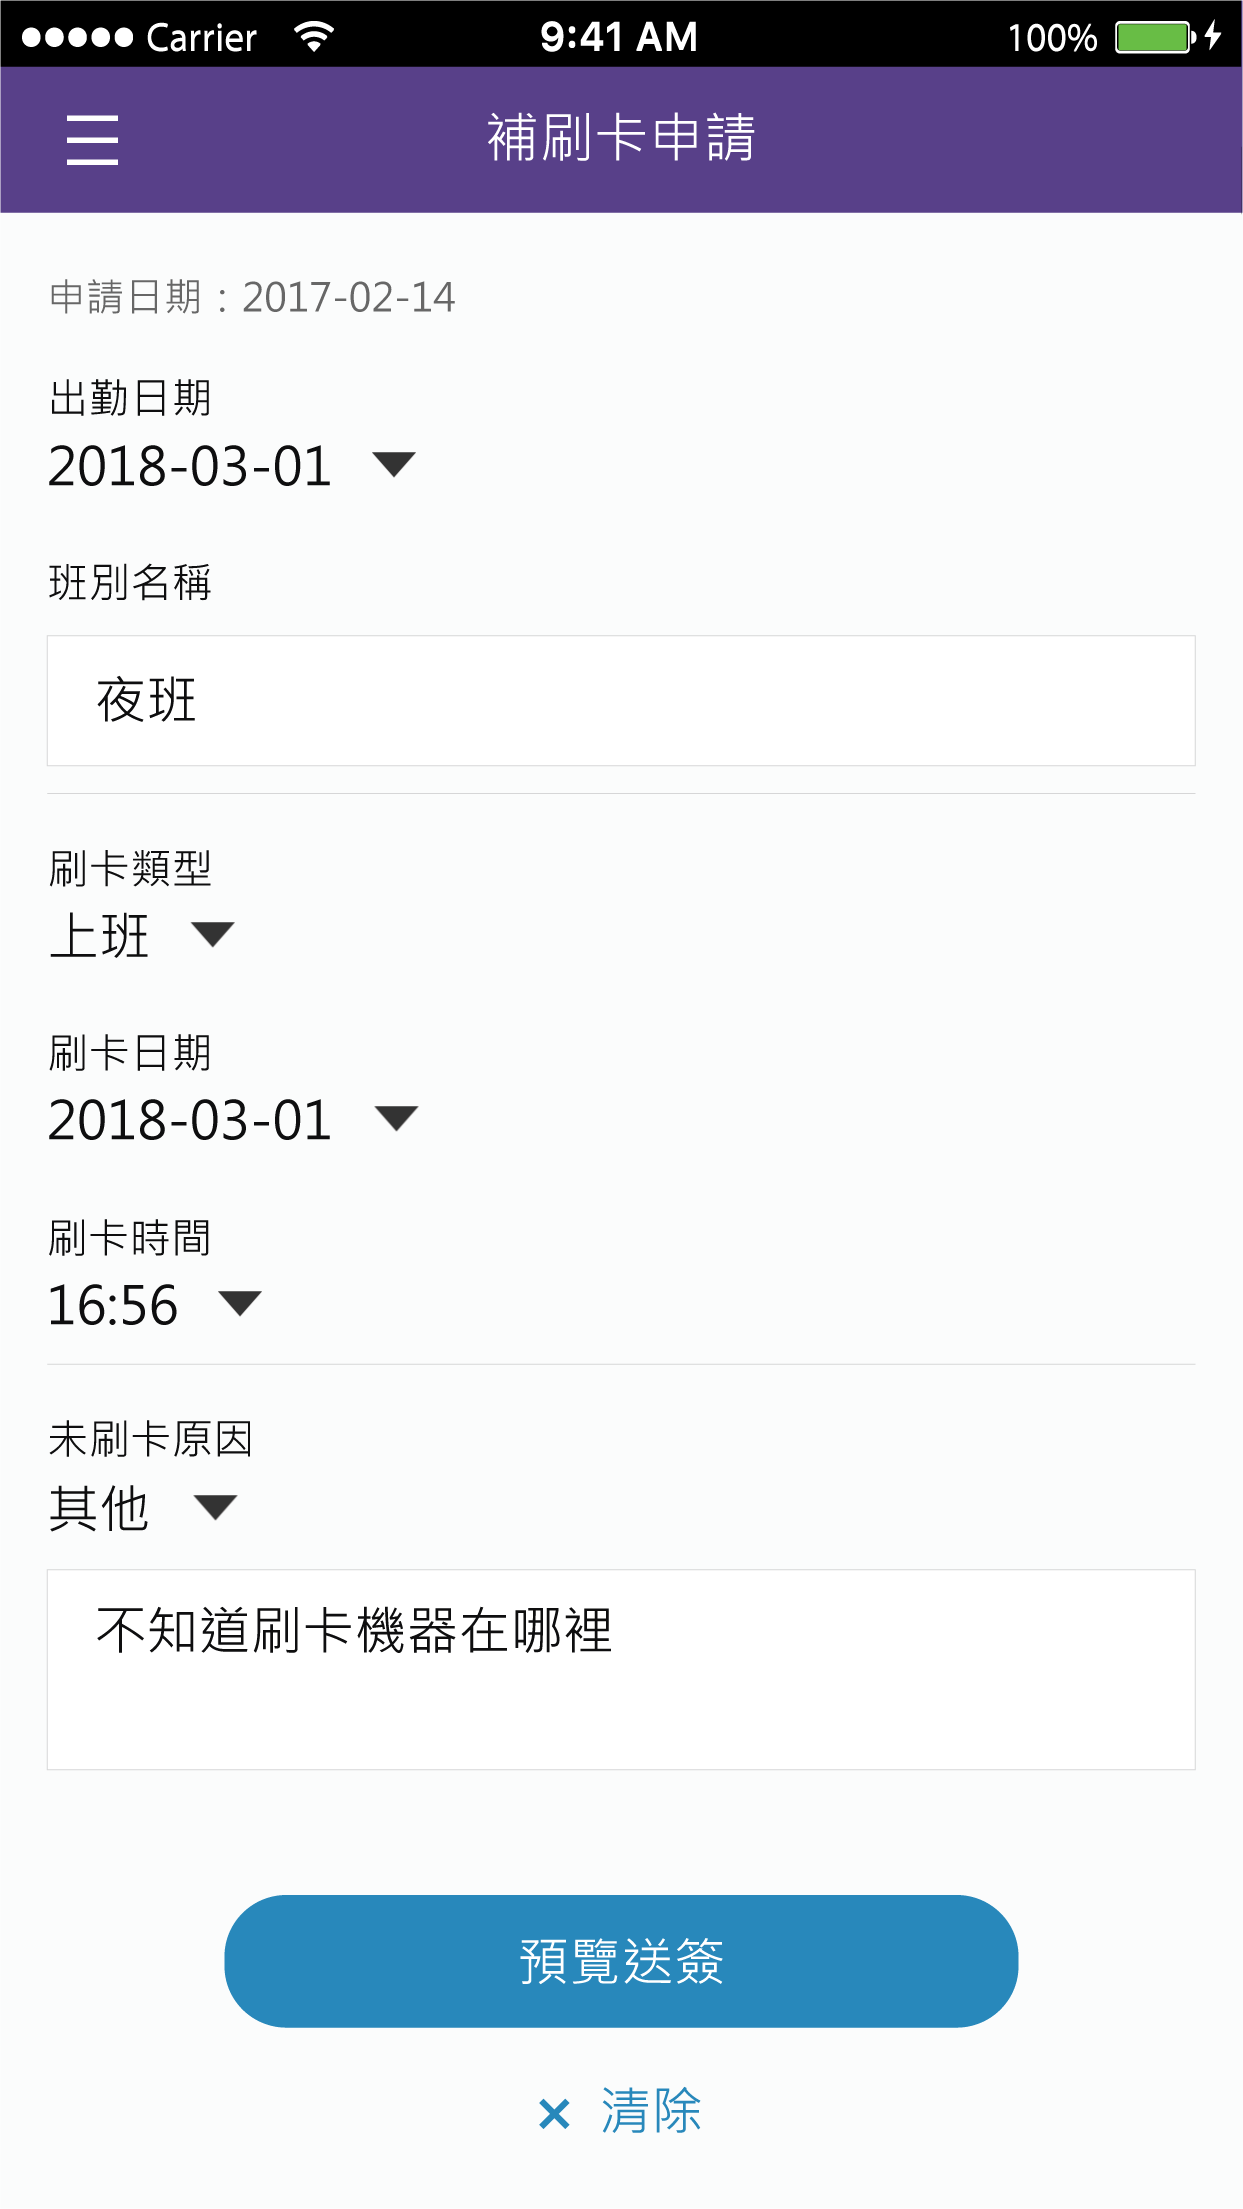 Carrier 9:41 AM 100%
補刷卡申請
申請日期：2017-02-14
出勤日期
2018-03-01
班別名稱
夜班
刷卡類型
上班
刷卡日期
2018-03-01
刷卡時間
16:56
未刷卡原因
其他
不知道刷卡機器在哪裡
預覽送簽
× 清除